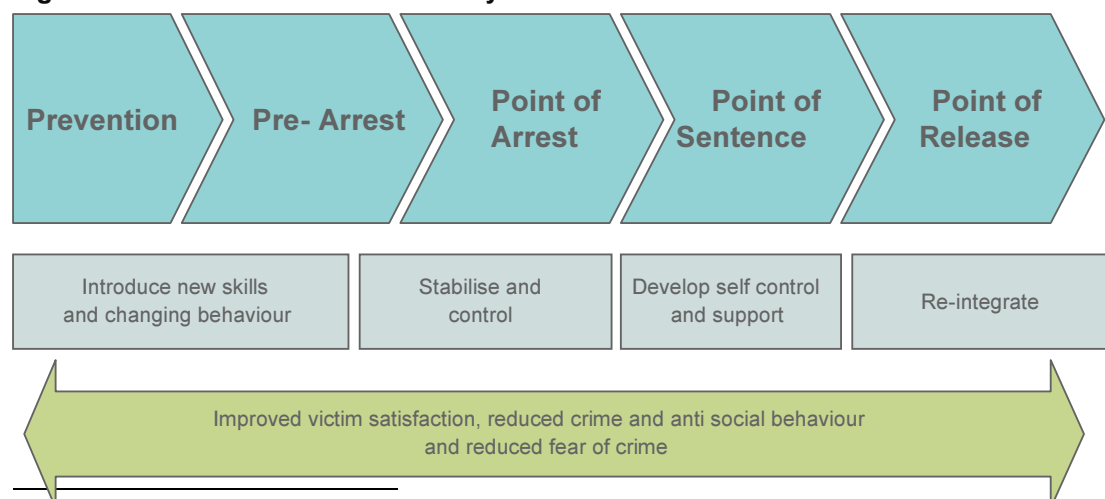 Prevention
Pre- Arrest
Point of
Arrest
Point of
Sentence
Point of
Release
Introduce new skills
and changing behaviour
Stabilise and
control
Develop self control
and support
Re-integrate
Improved victim satisfaction, reduced crime and anti social behaviour
and reduced fear of crime